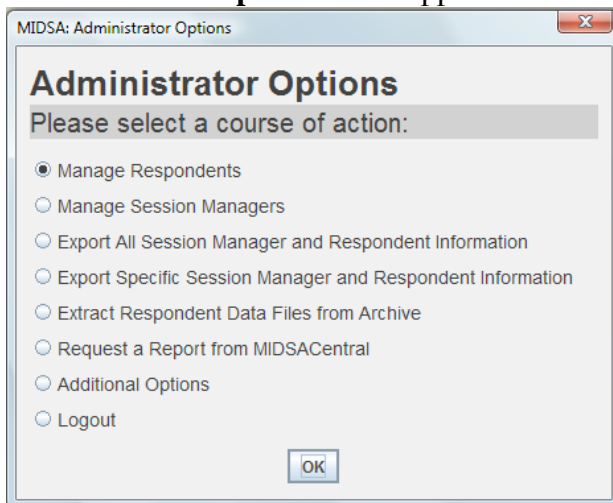 MIDSA: Administrator Options
Administrator Options
Please select a course of action:
Manage Respondents
Manage Session Managers
Export All Session Manager and Respondent Information
Export Specific Session Manager and Respondent Information
Extract Respondent Data Files from Archive
Request a Report from MIDSACentral
Additional Options
Logout
OK